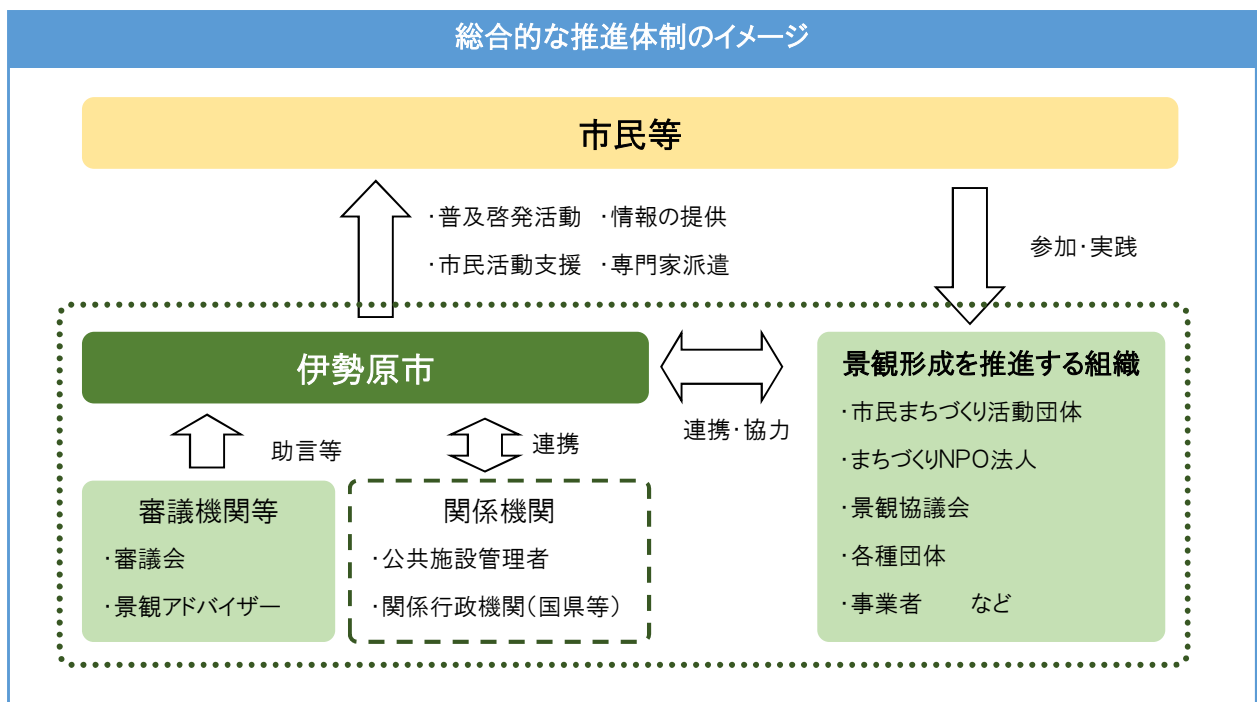 総合的な推進体制のイメージ
市民等
・普及啓発活動 ・情報の提供
・市民活動支援 ・専門家派遣
参加・実践
伊勢原市
連携・協力
助言等
連携
審議機関等
・審議会
・景観アドバイザー
関係機関
・公共施設管理者
・関係行政機関(国県等)
景観形成を推進する組織
・市民まちづくり活動団体
・まちづくりNPO法人
・景観協議会
・各種団体
・事業者 など